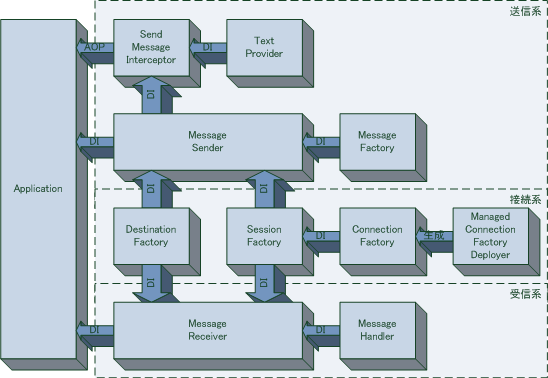 送信系
Send
Message
Interceptor
Text
Provider
AOP
DI
DI
Message
Sender
Message
Factory
DI
DI
Application
DI
DI
接続系
Destination
Factory
Session
Factory
Connection
Factory
Managed
Connection
Factory
Deployer
DI
生成
DI
DI
受信系
Message
Receiver
Message
Handler
DI
DI